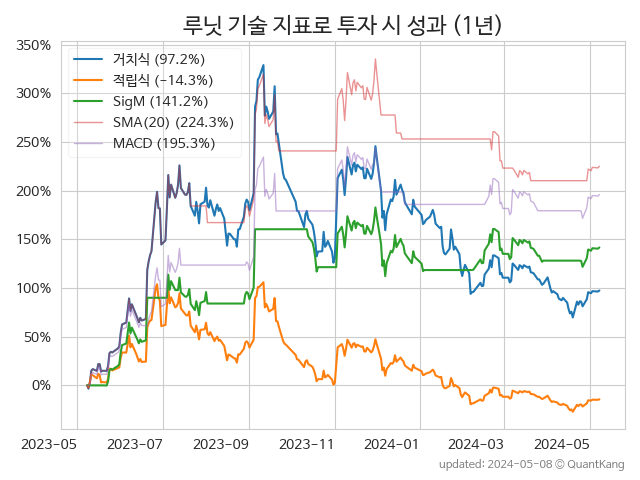 루닛 기술 지표로 투자 시 성과 (1년)
350%
300%
250%
200%
150%
100%
50%
0%
거치식 (97.2%)
적립식 (−14.3%)
SigM (141.2%)
SMA(20) (224.3%)
MACD (195.3%)
2023−05 2023−07 2023−09 2023−11 2024−01 2024−03 2024−05
updated: 2024-05-08 ⓒ QuantKang